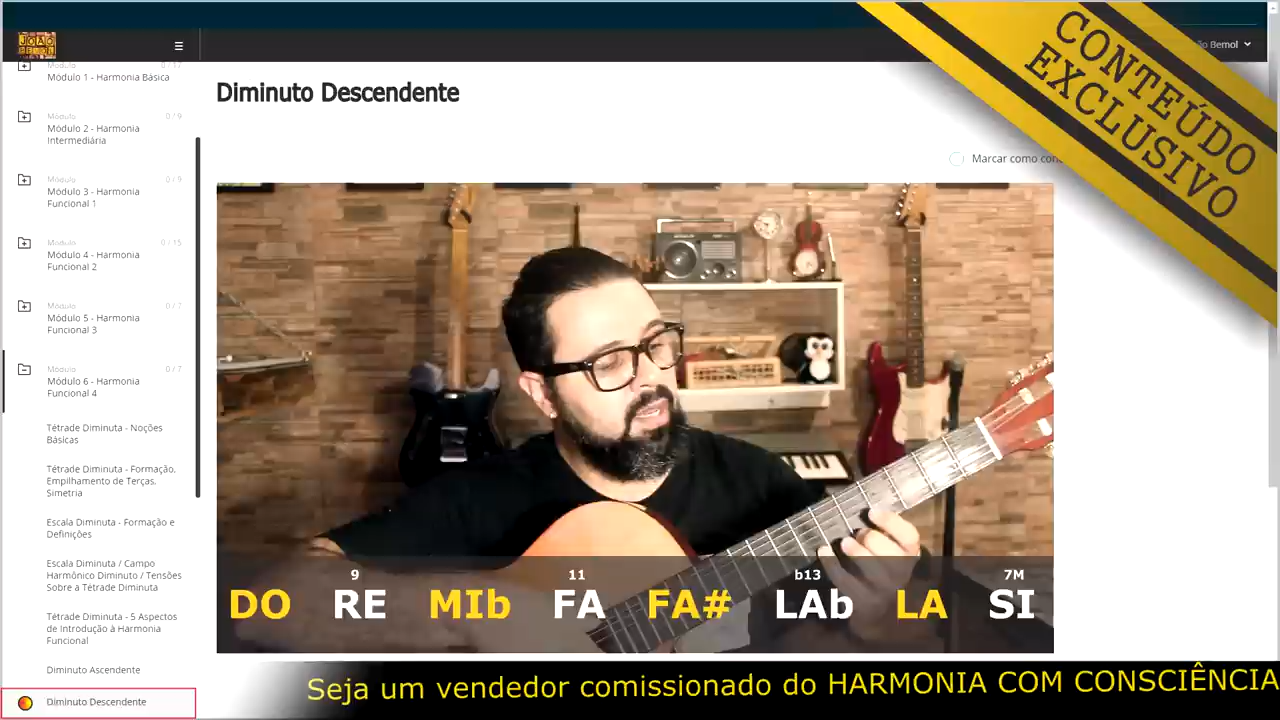 JOÃO
BEMOL
Bemol
CONTEÚDO
EXCLUSIVO
Módulo 0 / 17
Módulo 1 - Harmonia Básica
Módulo 0 / 9
Módulo 2 - Harmonia
Intermediária
Módulo 0 / 9
Módulo 3 - Harmonia
Funcional 1
Módulo 0 / 15
Módulo 4 - Harmonia
Funcional 2
Módulo 0 / 7
Módulo 5 - Harmonia
Funcional 3
Módulo 0 / 7
Módulo 6 - Harmonia
Funcional 4
Tétrade Diminuta - Noções
Básicas
Tétrade Diminuta - Formação,
Empilhamento de Terças,
Simetria
Escala Diminuta - Formação e
Definições
Escala Diminuta / Campo
Harmônico Diminuto / Tensões
Sobre a Tétrade Diminuta
Tétrade Diminuta - 5 Aspectos
de Introdução à Harmonia
Funcional
Diminuto Ascendente
Diminuto Descendente
Diminuto Descendente
Marcar como
9 11 b13 7M
DO RE MIb FA FA# LAb LA SI
Seja um vendedor comissionado do HARMONIA COM CONSCIÊNCIA